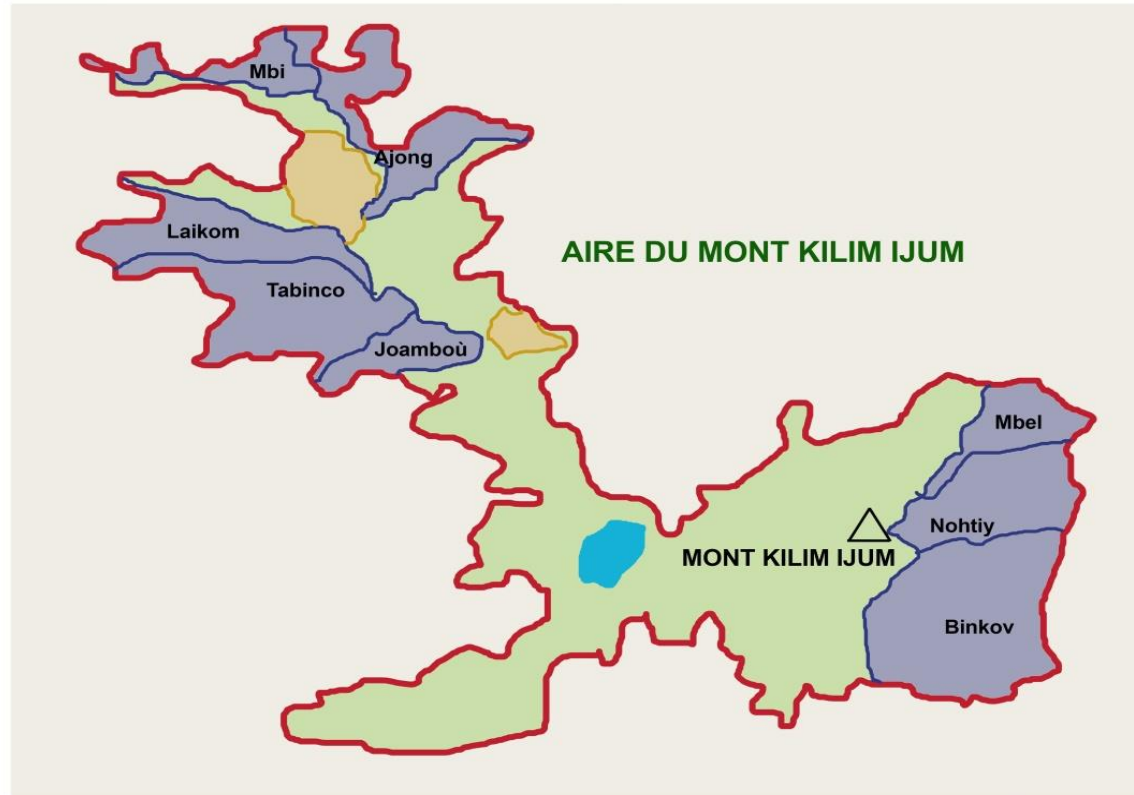 Mbi
Ajong
Laikom
AIRE DU MONT KILIM IJUM
Tabinco
Joamboù
Mbel
Nohtiy
MONT KILIM IJUM
Binkov